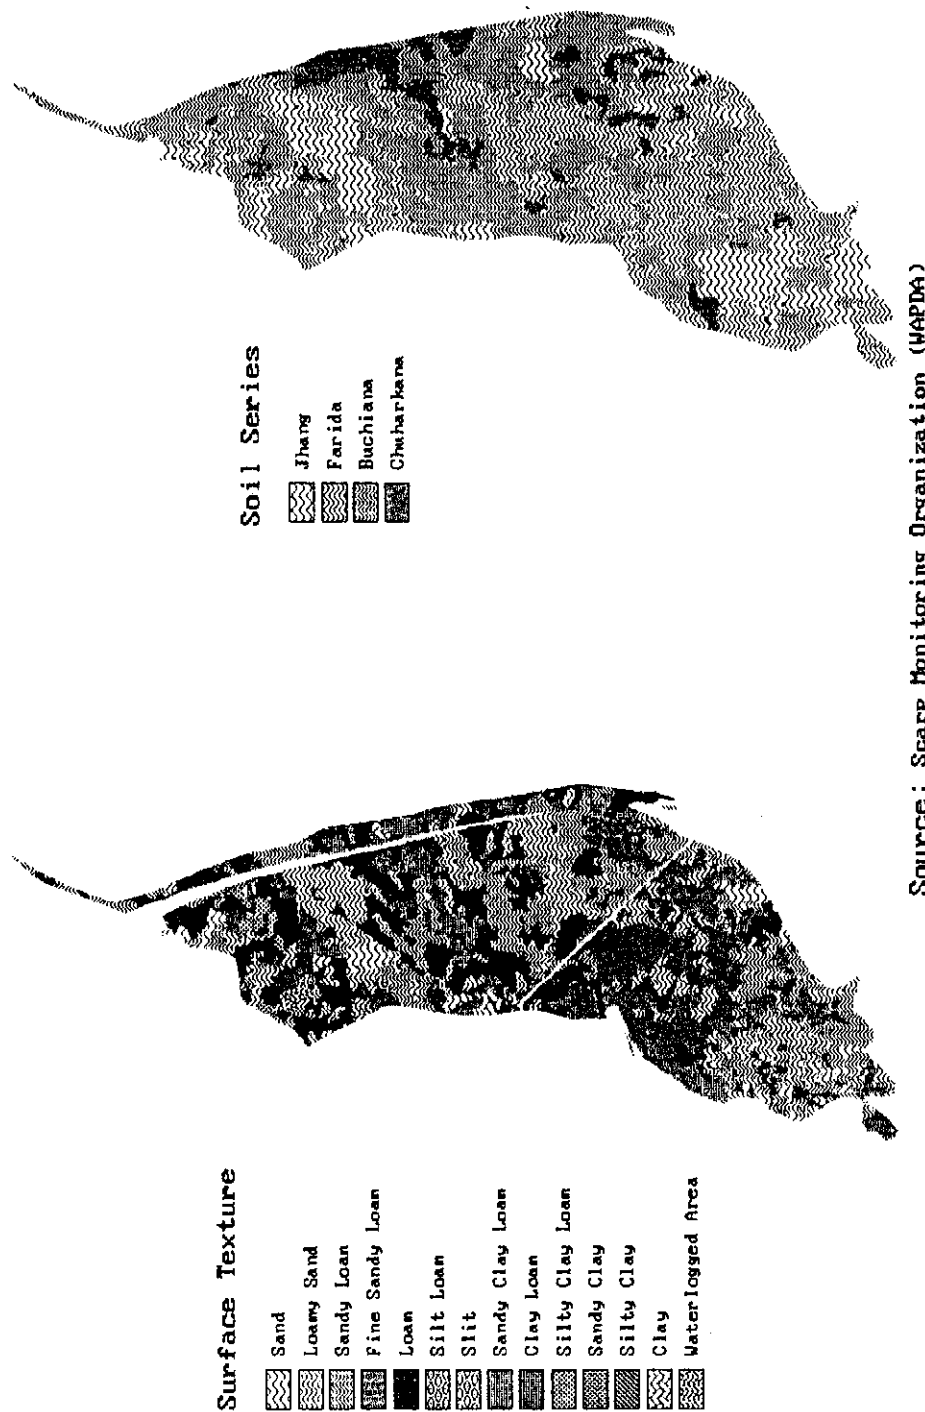 Surface Texture
Sand
Loamy Sand
Sandy Loan
Fine Sandy Loam
Loam
Silt Loam
Slit
Sandy Clay Loam
Clay Loam
Silty Clay Loam
Sandy Clay
Silty Clay
Clay
Waterlogged Area
Soil Series
Jhang
Farida
Buchiana
Chuharkana
Source: Scarp Monitoring Organization (WAPDA)